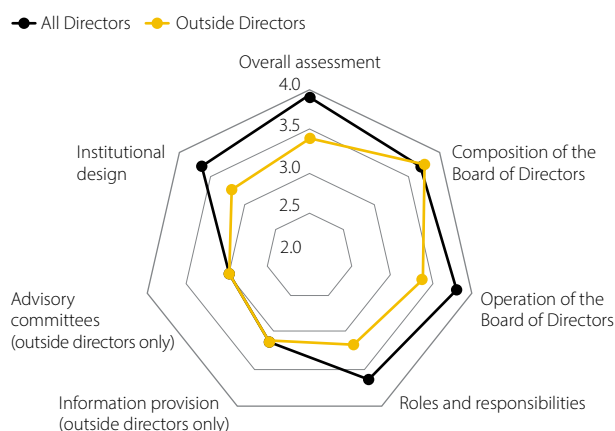 All Directors
Outside Directors
Overall assessment
4.0
3.5
3.0
2.5
2.0
Composition of the
Board of Directors
Operation of the
Board of Directors
Roles and responsibilities
Information provision
(outside directors only)
Advisory
committees
(outside directors only)
Institutional
design